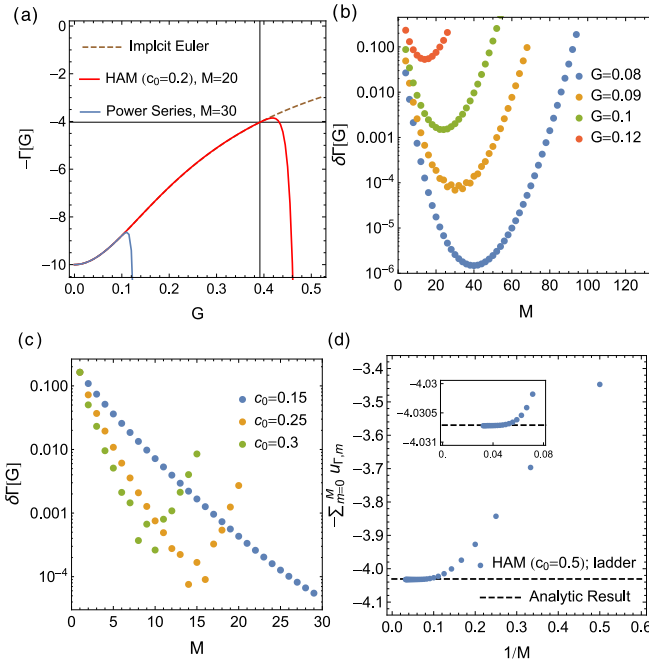 (a)
0
−2
−4
−6
−8
−10
−Γ[G]
0.0
0.1
0.2
0.3
0.4
0.5
G
Implcit Euler
HAM (c₀=0.2), M=20
Power Series, M=30
(b)
0.100
0.010
0.001
10⁻⁴
10⁻⁵
10⁻⁶
δΓ[G]
0
20
40
60
80
100
120
M
G=0.08
G=0.09
G=0.1
G=0.12
(c)
0.100
0.010
0.001
10⁻⁴
δΓ[G]
0
5
10
15
20
25
30
M
c₀=0.15
c₀=0.25
c₀=0.3
(d)
−3.4
−3.5
−3.6
−3.7
−3.8
−3.9
−4.0
−4.1
−∑ᴹₘ₌₀ u_Γ,m
0.0
0.1
0.2
0.3
0.4
0.5
0.6
1/M
−4.03
−4.0305
−4.031
0
0.04
0.08
HAM (c₀=0.5); ladder
Analytic Result